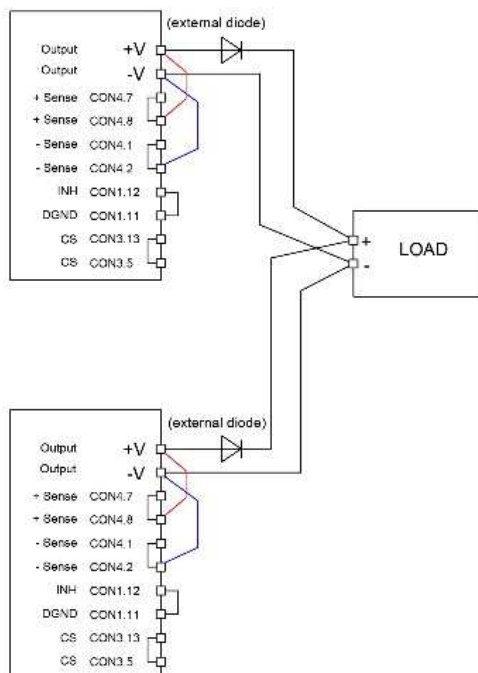 (external diode)
Output +V
Output -V
+ Sense CON4.7
+ Sense CON4.8
- Sense CON4.1
- Sense CON4.2
INH CON1.12
DGND CON1.11
CS CON3.13
CS CON3.5
+
-
LOAD
(external diode)
Output +V
Output -V
+ Sense CON4.7
+ Sense CON4.8
- Sense CON4.1
- Sense CON4.2
INH CON1.12
DGND CON1.11
CS CON3.13
CS CON3.5